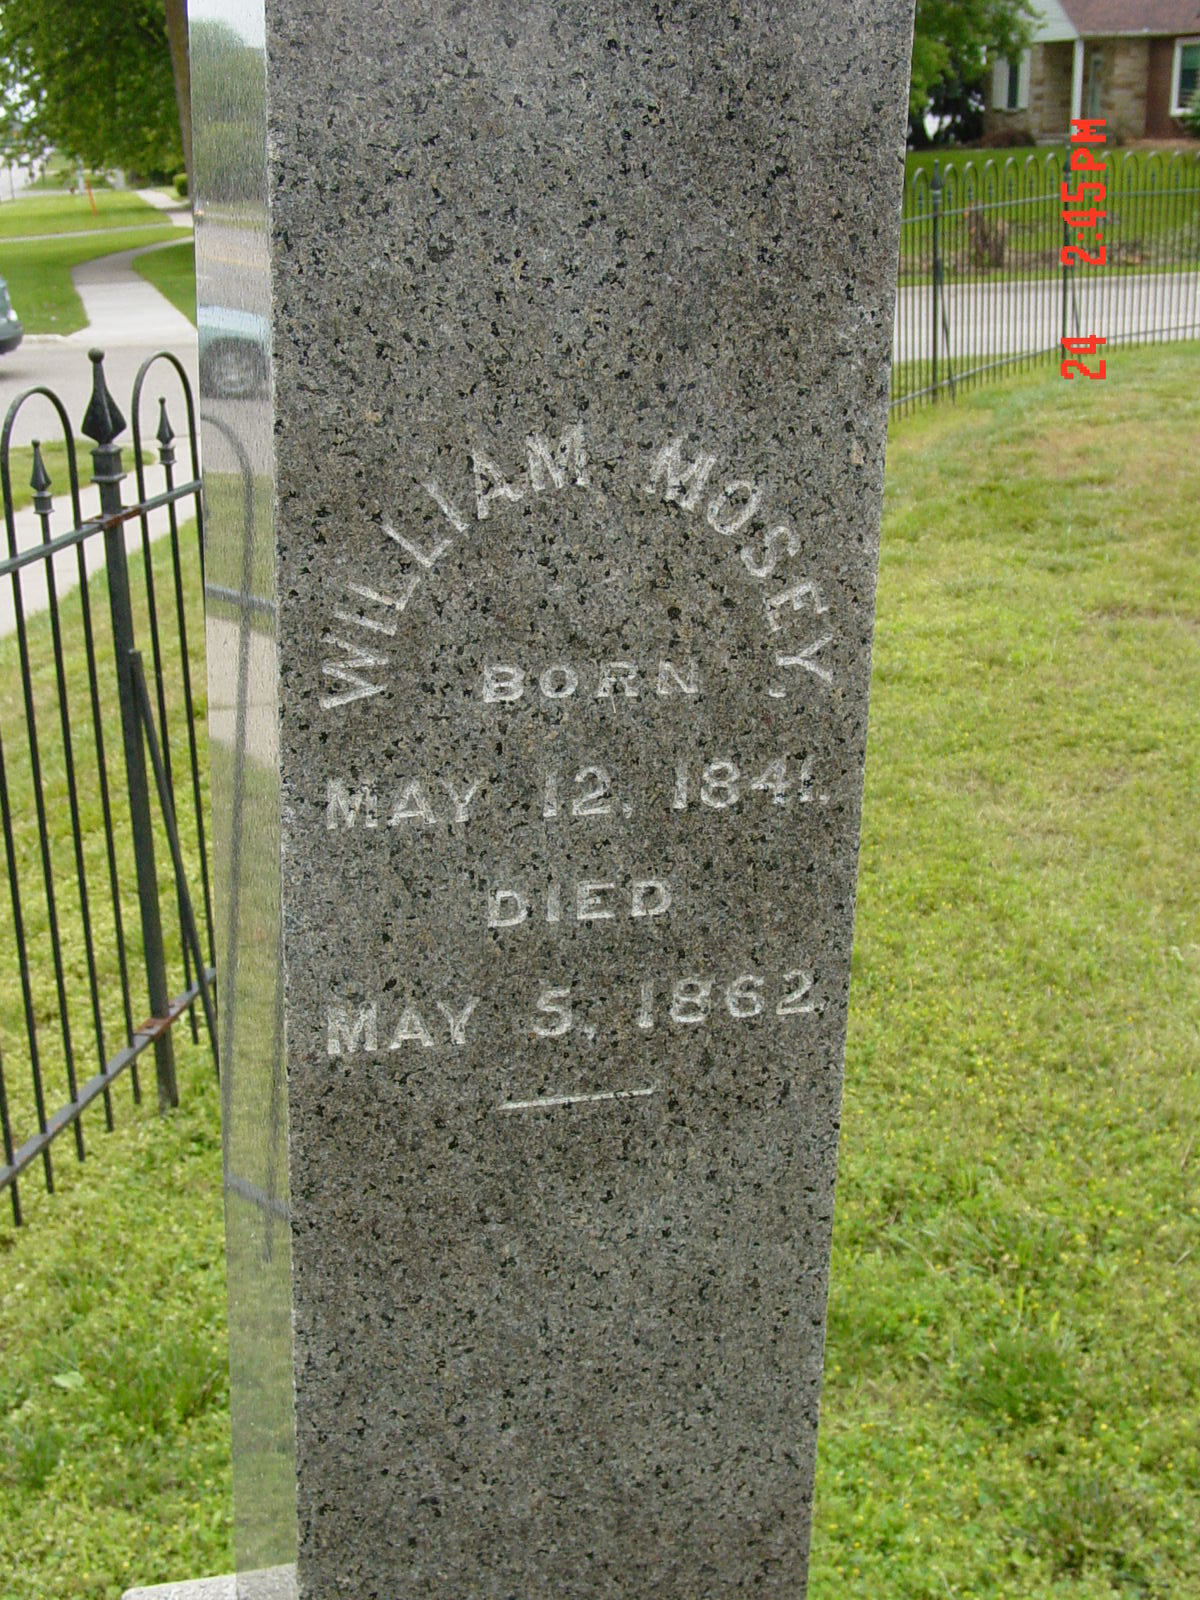 WILLIAM MOSEY.
BORN
MAY 12, 1841.
DIED
MAY 5, 1862.
24 2:45PM